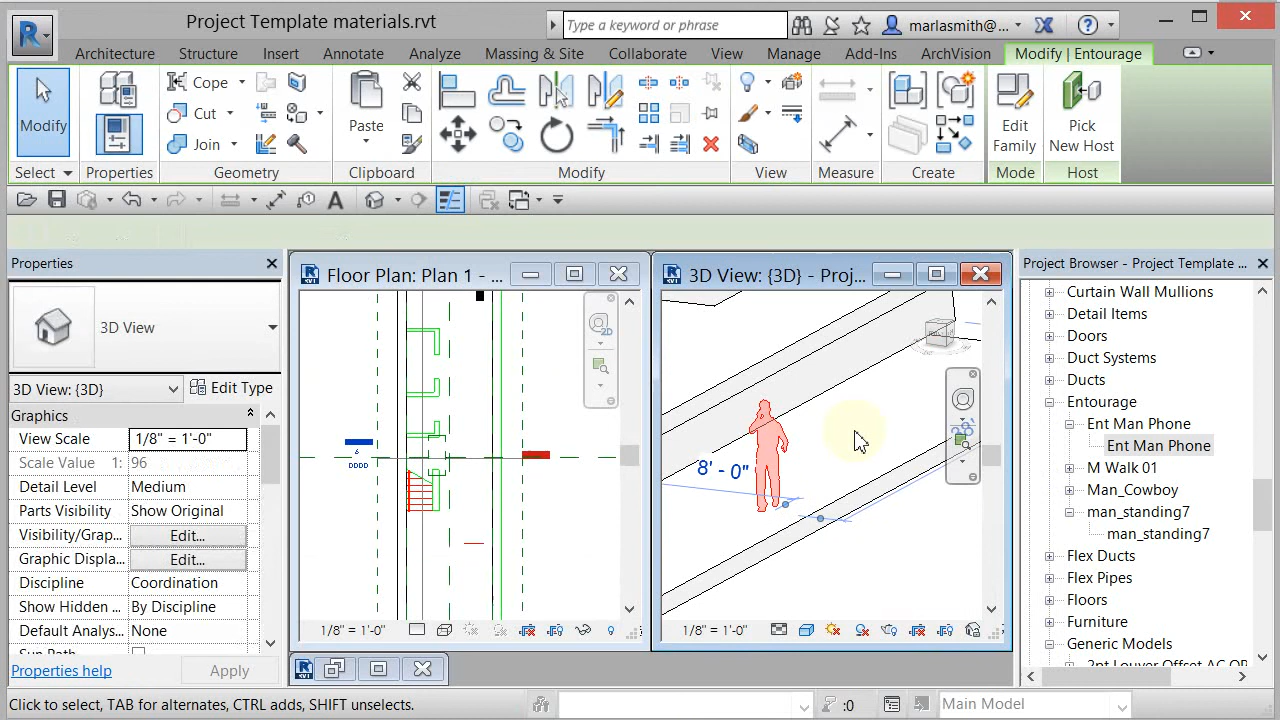 Project Template materials.rvt
Type a keyword or phrase
marlasmith@...
Architecture Structure Insert Annotate Analyze Massing & Site Collaborate View Manage Add-Ins ArchVision Modify | Entourage
Modify
Cope
Cut
Join
Paste
Edit Family
Pick New Host
Select Properties Geometry Clipboard Modify View Measure Create Mode Host
Properties
3D View
3D View: {3D}
Edit Type
Graphics
View Scale 1/8" = 1'-0"
Scale Value 1: 96
Detail Level Medium
Parts Visibility Show Original
Visibility/Grap... Edit...
Graphic Displa... Edit...
Discipline Coordination
Show Hidden ... By Discipline
Default Analys... None
Properties help
Apply
Floor Plan: Plan 1 - ...
2D
DDDD
1/8" = 1'-0"
3D View: {3D} - Proj...
8' - 0"
1/8" = 1'-0"
Project Browser - Project Template ...
Curtain Wall Mullions
Detail Items
Doors
Duct Systems
Ducts
Entourage
Ent Man Phone
Ent Man Phone
M Walk 01
Man_Cowboy
man_standing7
man_standing7
Flex Ducts
Flex Pipes
Floors
Furniture
Generic Models
2pt Louver Offset AC OP
Click to select, TAB for alternates, CTRL adds, SHIFT unselects.
:0
Main Model